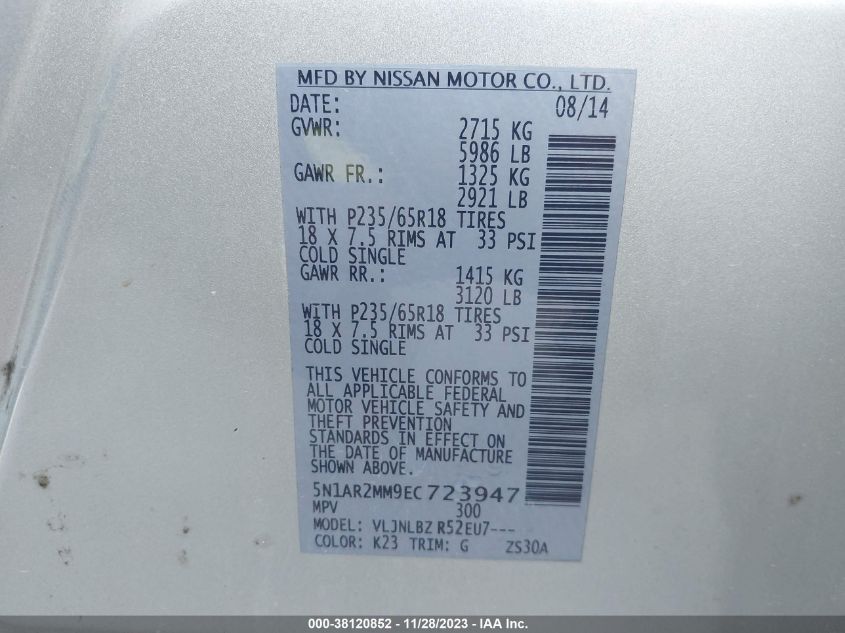 MFD BY NISSAN MOTOR CO., LTD.
DATE: 08/14
GVWR: 2715 KG
5986 LB
GAWR FR.: 1325 KG
2921 LB
WITH P235/65R18 TIRES
18 X 7.5 RIMS AT 33 PSI
COLD SINGLE
GAWR RR.: 1415 KG
3120 LB
WITH P235/65R18 TIRES
18 X 7.5 RIMS AT 33 PSI
COLD SINGLE
THIS VEHICLE CONFORMS TO
ALL APPLICABLE FEDERAL
MOTOR VEHICLE SAFETY AND
THEFT PREVENTION
STANDARDS IN EFFECT ON
THE DATE OF MANUFACTURE
SHOWN ABOVE.
5N1AR2MM9EC723947
MPV 300
MODEL: VLJNLBZ R52EU7---
COLOR: K23 TRIM: G ZS30A
000-38120852 - 11/28/2023 - IAA Inc.